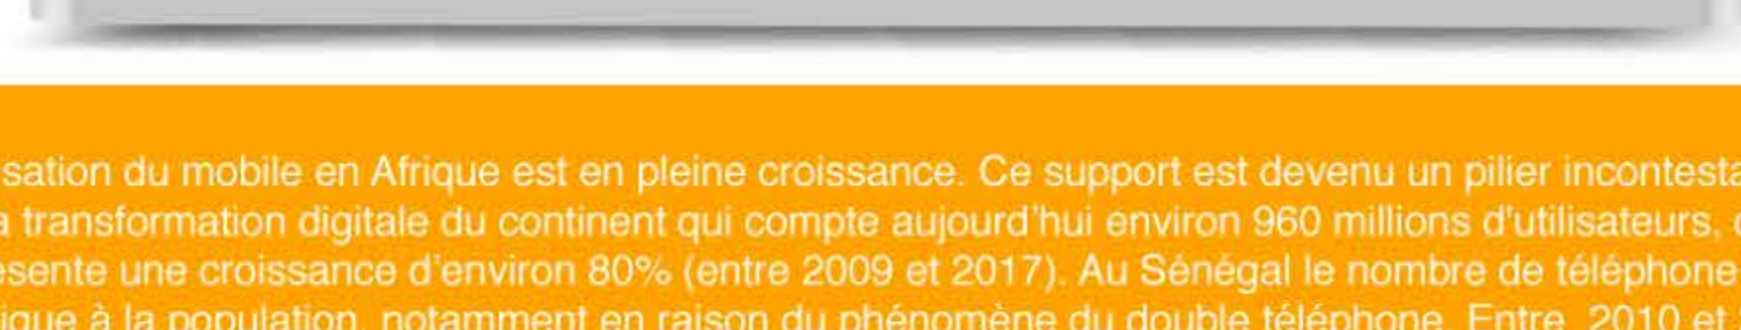 sation du mobile en Afrique est en pleine croissance. Ce support est devenu un pilier incontesta
a transformation digitale du continent qui compte aujourd'hui environ 960 millions d'utilisateurs,
ésente une croissance d'environ 80% (entre 2009 et 2017). Au Sénégal le nombre de téléphone
ique à la population, notamment en raison du phénomène du double téléphone. Entre 2010 et